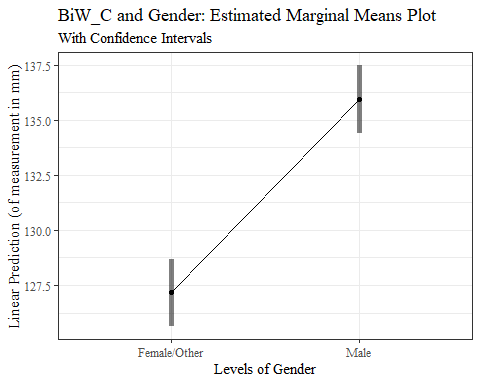 BiW_C and Gender: Estimated Marginal Means Plot
With Confidence Intervals
Linear Prediction (of measurement in mm)
137.5
135.0
132.5
130.0
127.5
Female/Other Male
Levels of Gender